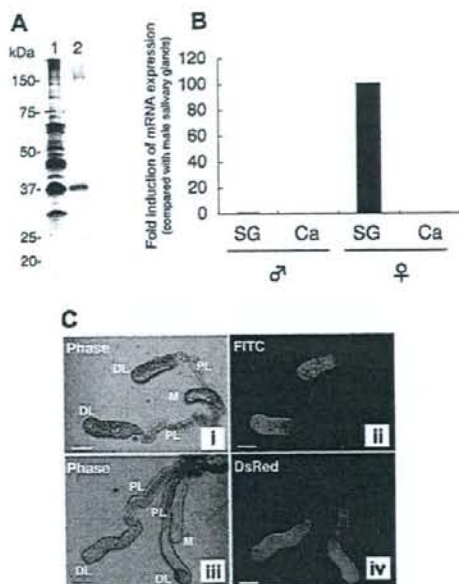 A
kDa 1 2
150-
75-
50-
37-
25-
20-
B
Fold induction of mRNA expression
(compared with male salivary glands)
120
100
80
60
40
20
0
SG Ca SG Ca
♂ ♀
C
Phase
DL
PL
M
DL
PL
i
FITC
ii
Phase
PL
PL
M
DL
DL
iii
DsRed
iv